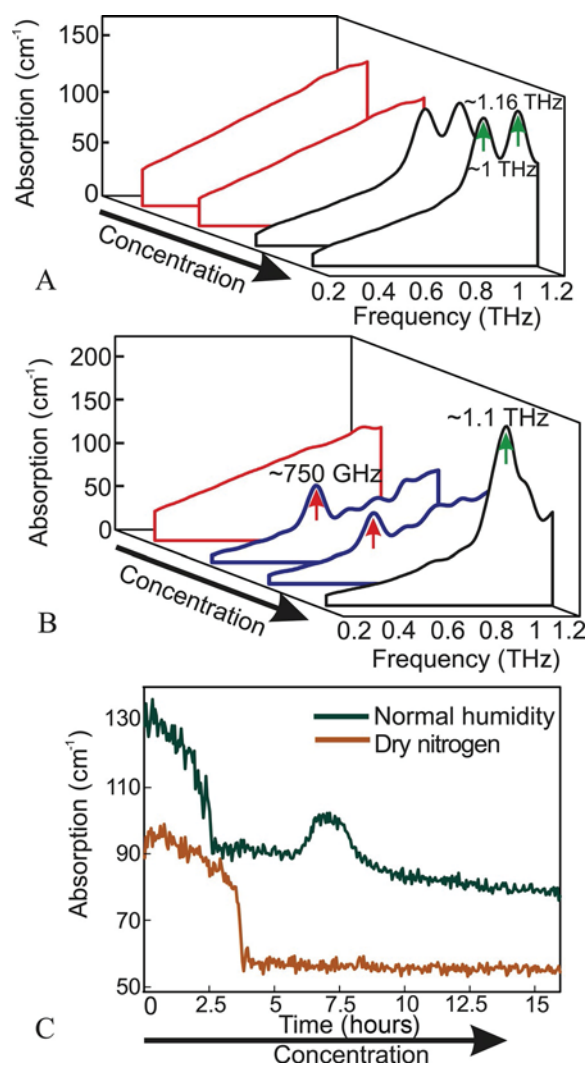 150
100
50
0
Absorption (cm⁻¹)
~1.16 THz
~1 THz
Concentration
A
0.2 0.4 0.6 0.8 1 1.2
Frequency (THz)
200
150
100
50
0
Absorption (cm⁻¹)
~1.1 THz
~750 GHz
Concentration
B
0.2 0.4 0.6 0.8 1 1.2
Frequency (THz)
Normal humidity
Dry nitrogen
130
110
90
70
50
Absorption (cm⁻¹)
0 2.5 5 7.5 10 12.5 15
Time (hours)
C
Concentration